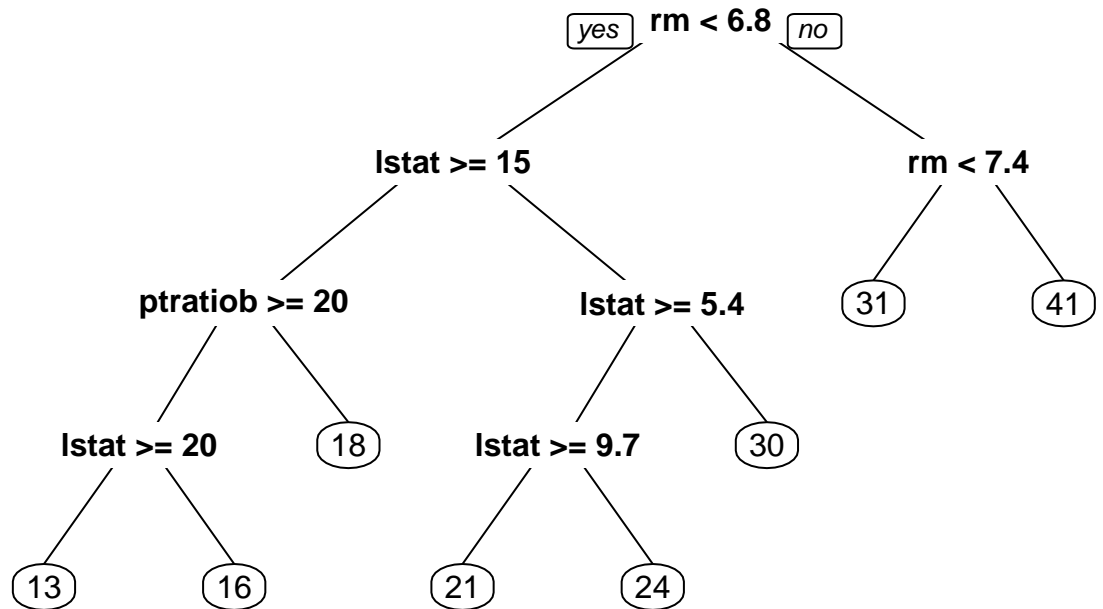 yes rm < 6.8 no
lstat >= 15 rm < 7.4
ptratiob >= 20 lstat >= 5.4 31 41
lstat >= 20 18 lstat >= 9.7 30
13 16 21 24